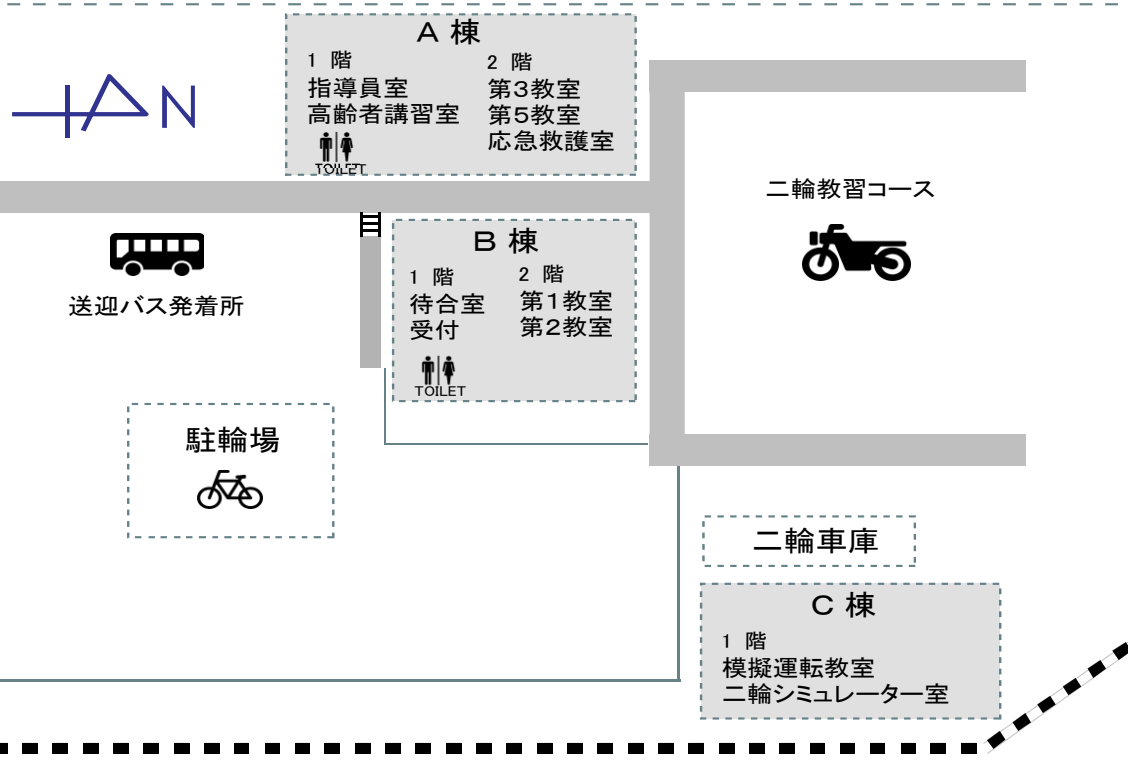 A 棟
1 階
指導員室
高齢者講習室
TOILET
2 階
第3教室
第5教室
応急救護室
N
二輪教習コース
送迎バス発着所
B 棟
1 階
待合室
受付
TOILET
2 階
第1教室
第2教室
駐輪場
二輪車庫
C 棟
1 階
模擬運転教室
二輪シミュレーター室